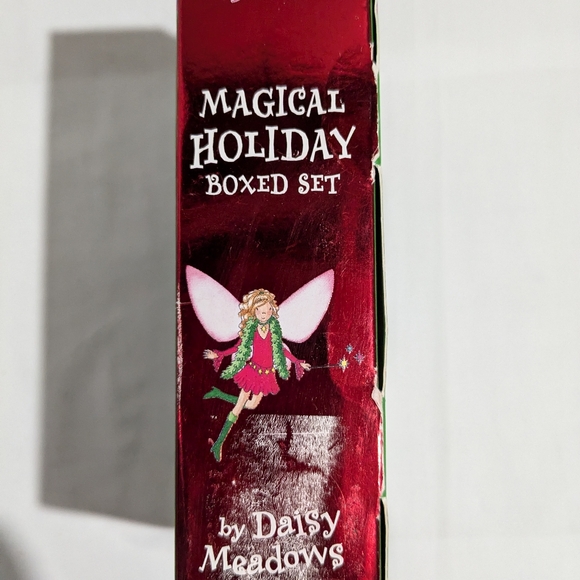 MAGICAL
HOLIDAY
BOXED SET
by Daisy
Meadows